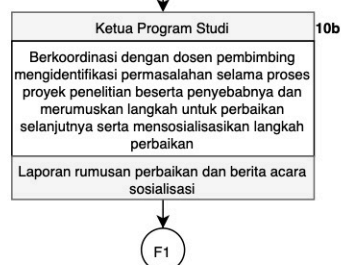 Ketua Program Studi
10b
Berkoordinasi dengan dosen pembimbing
mengidentifikasi permasalahan selama proses
proyek penelitian beserta penyebabnya dan
merumuskan langkah untuk perbaikan
selanjutnya serta mensosialisasikan langkah
perbaikan
Laporan rumusan perbaikan dan berita acara
sosialisasi
F1